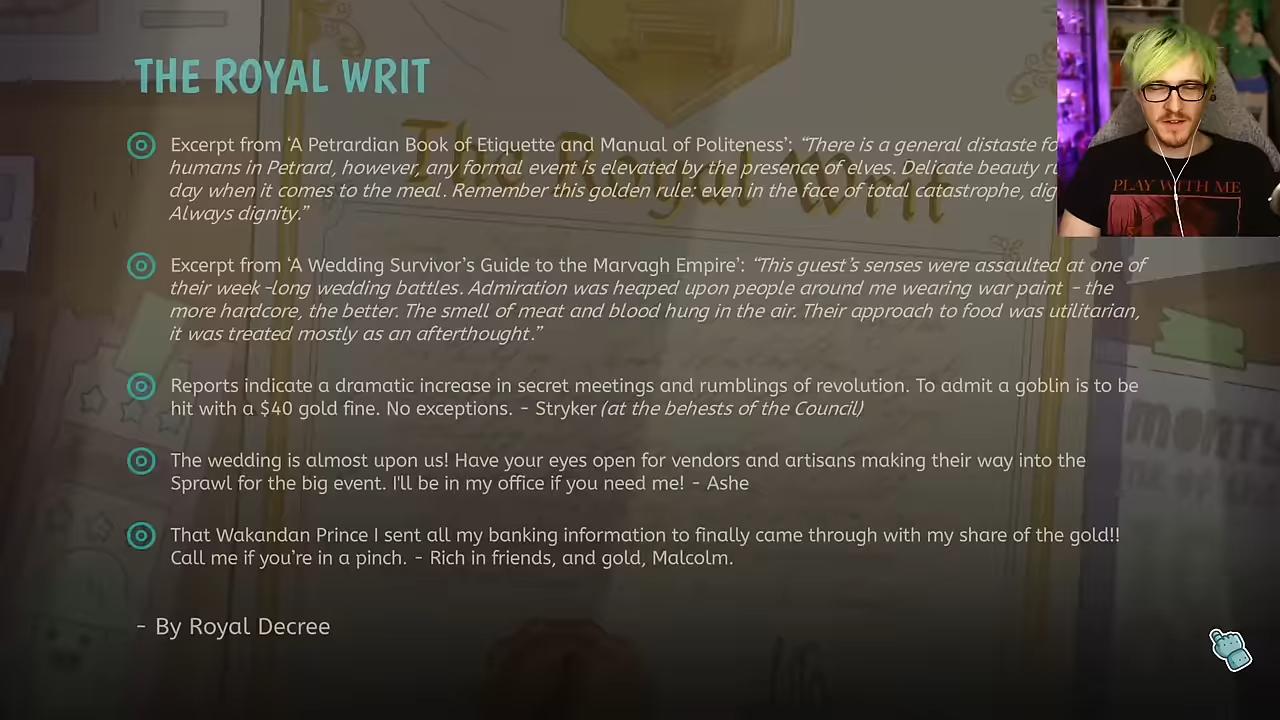 THE ROYAL WRIT
Excerpt from ‘A Petrardian Book of Etiquette and Manual of Politeness’: “There is a general distaste
humans in Petrard, however, any formal event is elevated by the presence of elves. Delicate beauty
day when it comes to the meal. Remember this golden rule: even in the face of total catastrophe,
Always dignity.”
PLAY WITH ME
Excerpt from ‘A Wedding Survivor’s Guide to the Marvagh Empire’: “This guest’s senses were assaulted at one of
their week-long wedding battles. Admiration was heaped upon people around me wearing war paint - the
more hardcore, the better. The smell of meat and blood hung in the air. Their approach to food was utilitarian,
it was treated mostly as an afterthought.”
Reports indicate a dramatic increase in secret meetings and rumblings of revolution. To admit a goblin is to be
hit with a $40 gold fine. No exceptions. - Stryker (at the behests of the Council)
The wedding is almost upon us! Have your eyes open for vendors and artisans making their way into the
Sprawl for the big event. I'll be in my office if you need me! - Ashe
That Wakandan Prince I sent all my banking information to finally came through with my share of the gold!!
Call me if you’re in a pinch. - Rich in friends, and gold, Malcolm.
- By Royal Decree
The Royal Writ